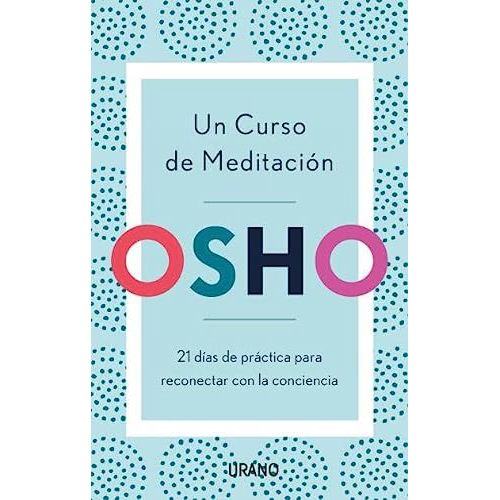 Un Curso
de Meditación
OSHO
21 días de práctica para
reconectar con la conciencia
URANO